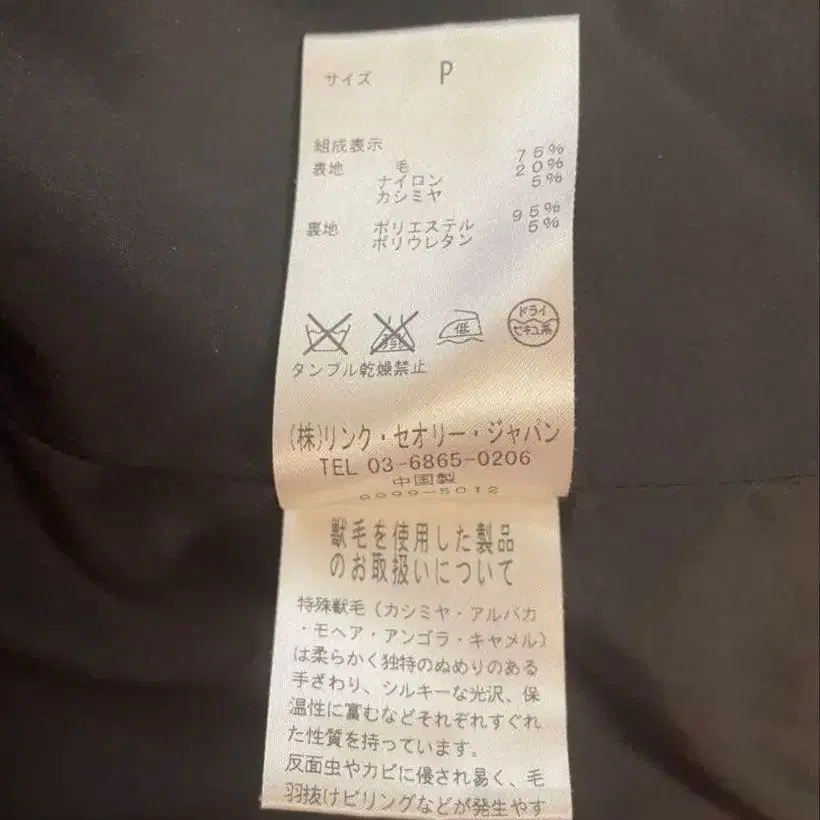 サイズ P
組成表示
表地 毛 75%
ナイロン 20%
カシミヤ 5%
裏地 ポリエステル 95%
ポリウレタン 5%
低 ドライ
セキユ系
タンブル乾燥禁止
(株)リンク・セオリー・ジャパン
TEL 03-6865-0206
中国製
獣毛を使用した製品
のお取扱いについて
特殊獣毛(カシミヤ・アルパカ
・モヘア・アンゴラ・キャメル)
は柔らかく独特のぬめりのある
手ざわり、シルキーな光沢、保
温性に富むなどそれぞれすぐれ
た性質を持っています。
反面虫やカビに侵され易く、毛
羽抜けピリングなどが発生やす